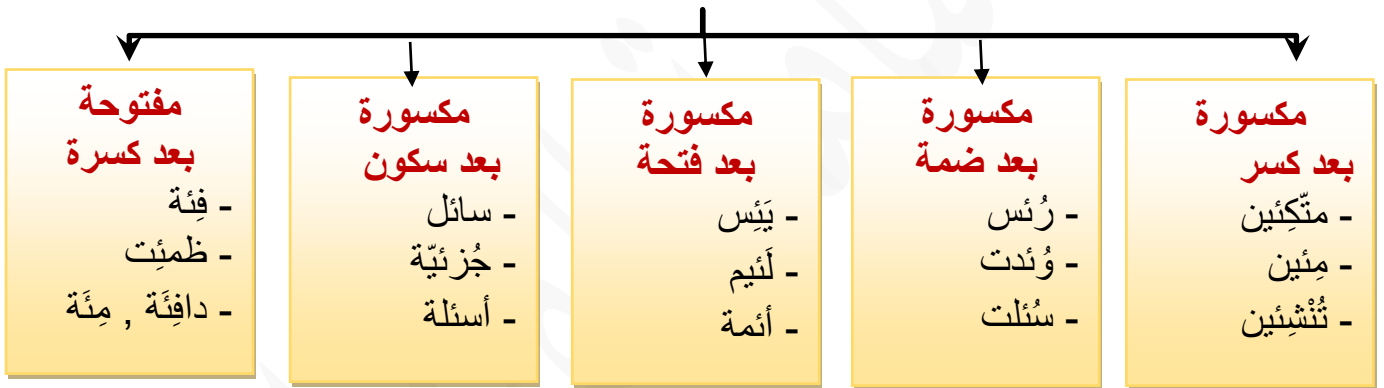 مكسورة
بعد كسر
- متّكِئين
- مِئين
- تُنْشِئين
مكسورة
بعد ضمة
- رُئس
- وُئدت
- سُئلت
مكسورة
بعد فتحة
- يَئِس
- لَئيم
- أئمة
مكسورة
بعد سكون
- سائل
- جُزئيّة
- أسئلة
مفتوحة
بعد كسرة
- فِئة
- ظمئِت
- دافِئَة , مِئَة